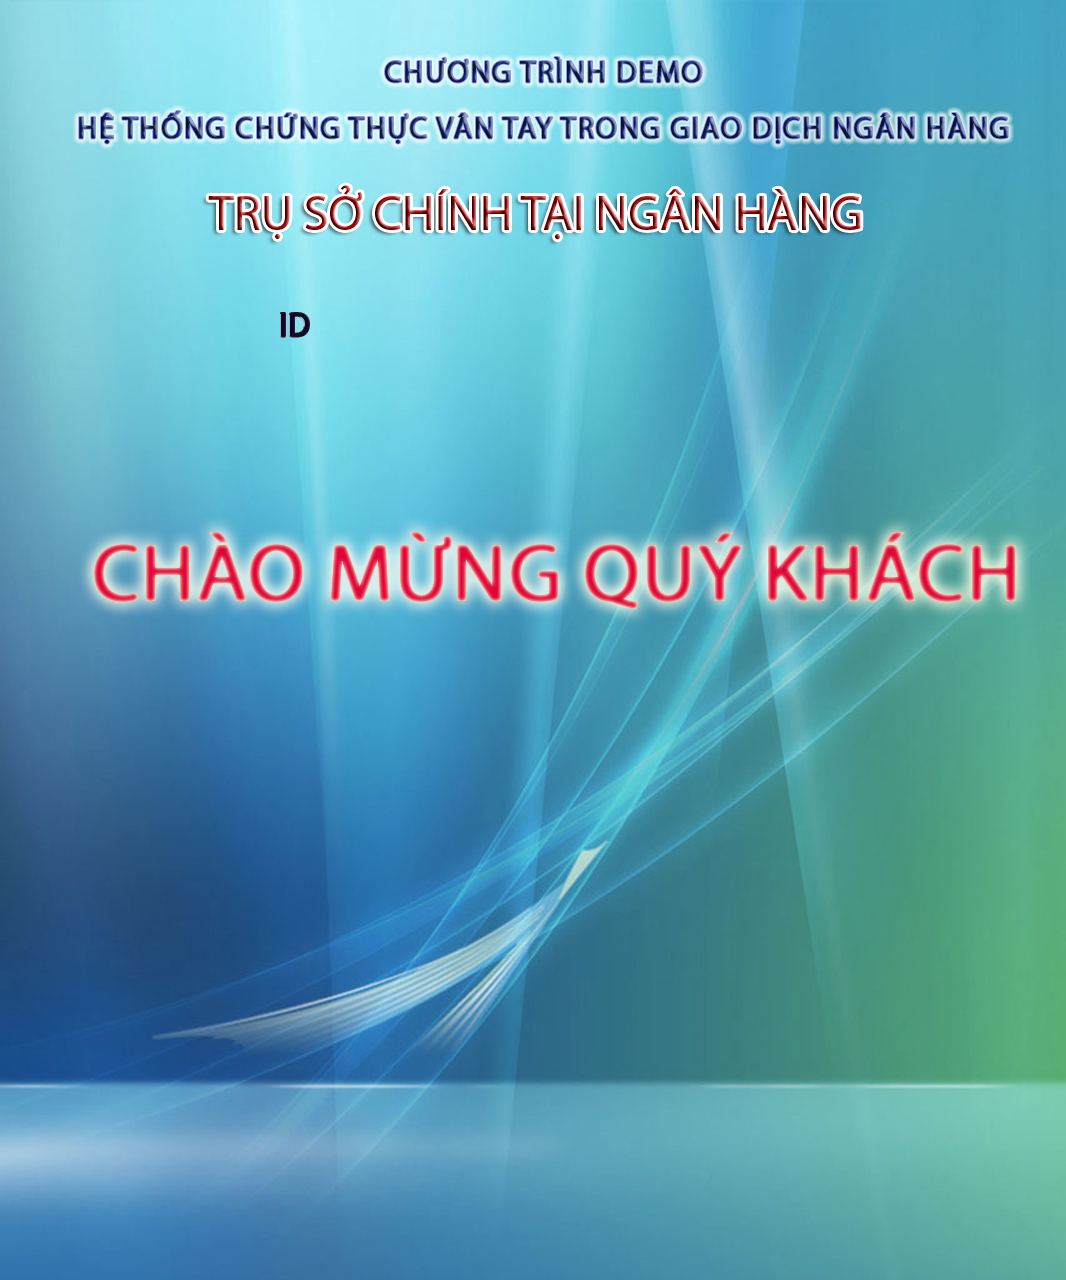 CHƯƠNG TRÌNH DEMO
HỆ THỐNG CHỨNG THỰC VÂN TAY TRONG GIAO DỊCH NGÂN HÀNG
TRỤ SỞ CHÍNH TẠI NGÂN HÀNG
ID
CHÀO MỪNG QUÝ KHÁCH